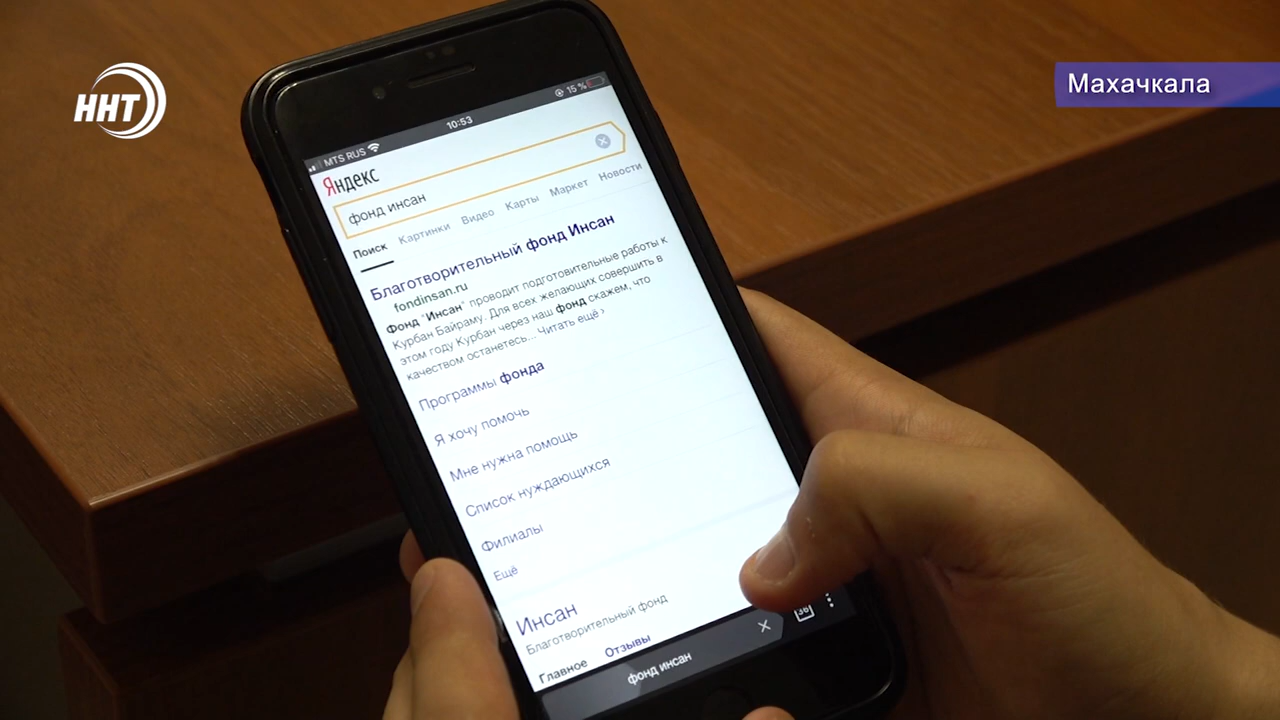 ННТ
Махачкала
MTS RUS
10:53
15 %
Яндекс
фонд инсан
Поиск Картинки Видео Карты Маркет Новости
Благотворительный фонд Инсан
fondinsan.ru
Фонд "Инсан" проводит подготовительные работы к
Курбан Байраму. Для всех желающих совершить в
этом году Курбан через наш фонд скажем, что
качеством останетесь... Читать ещё ›
Программы фонда
Я хочу помочь
Мне нужна помощь
Список нуждающихся
Филиалы
Ещё
Инсан
Благотворительный фонд
Главное Отзывы
фонд инсан
36